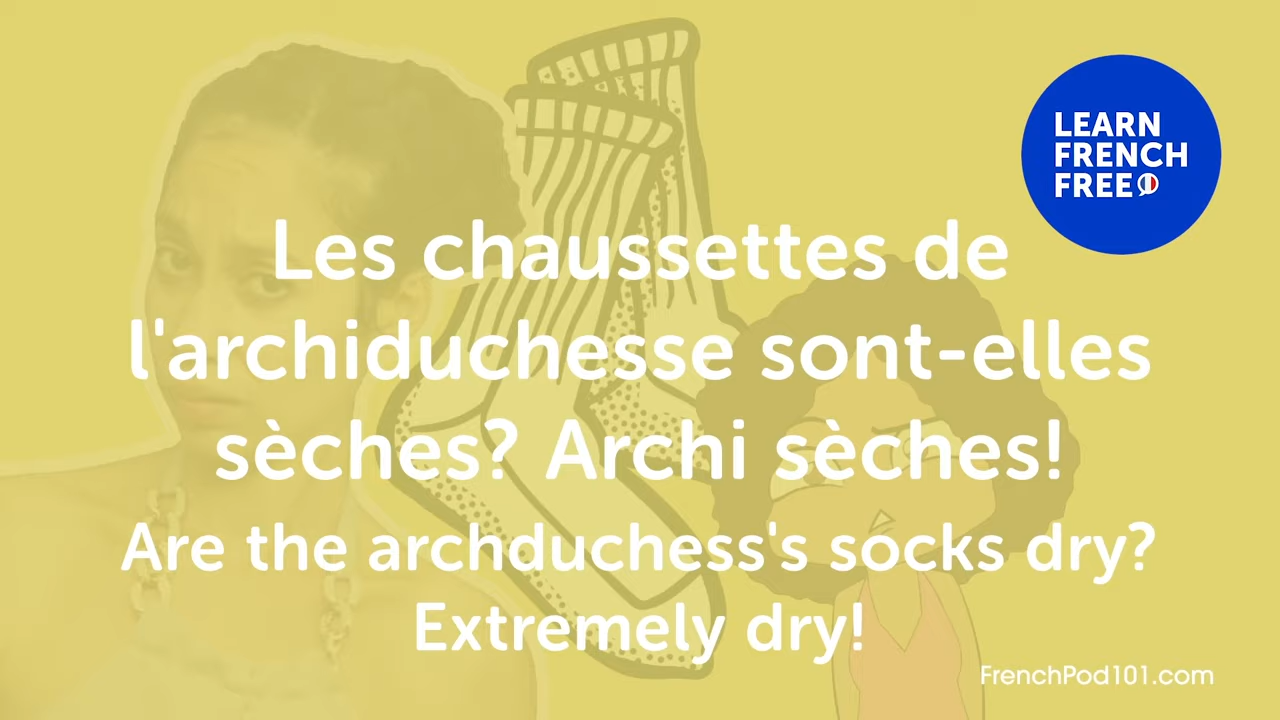 LEARN
FRENCH
FREE
Les chaussettes de
l'archiduchesse sont-elles
sèches? Archi sèches!
Are the archduchess's socks dry?
Extremely dry!
FrenchPod101.com